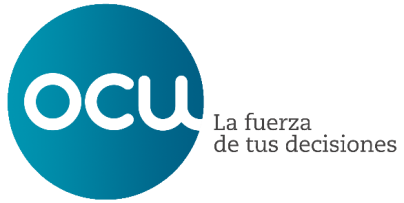 ocu
La fuerza
de tus decisiones